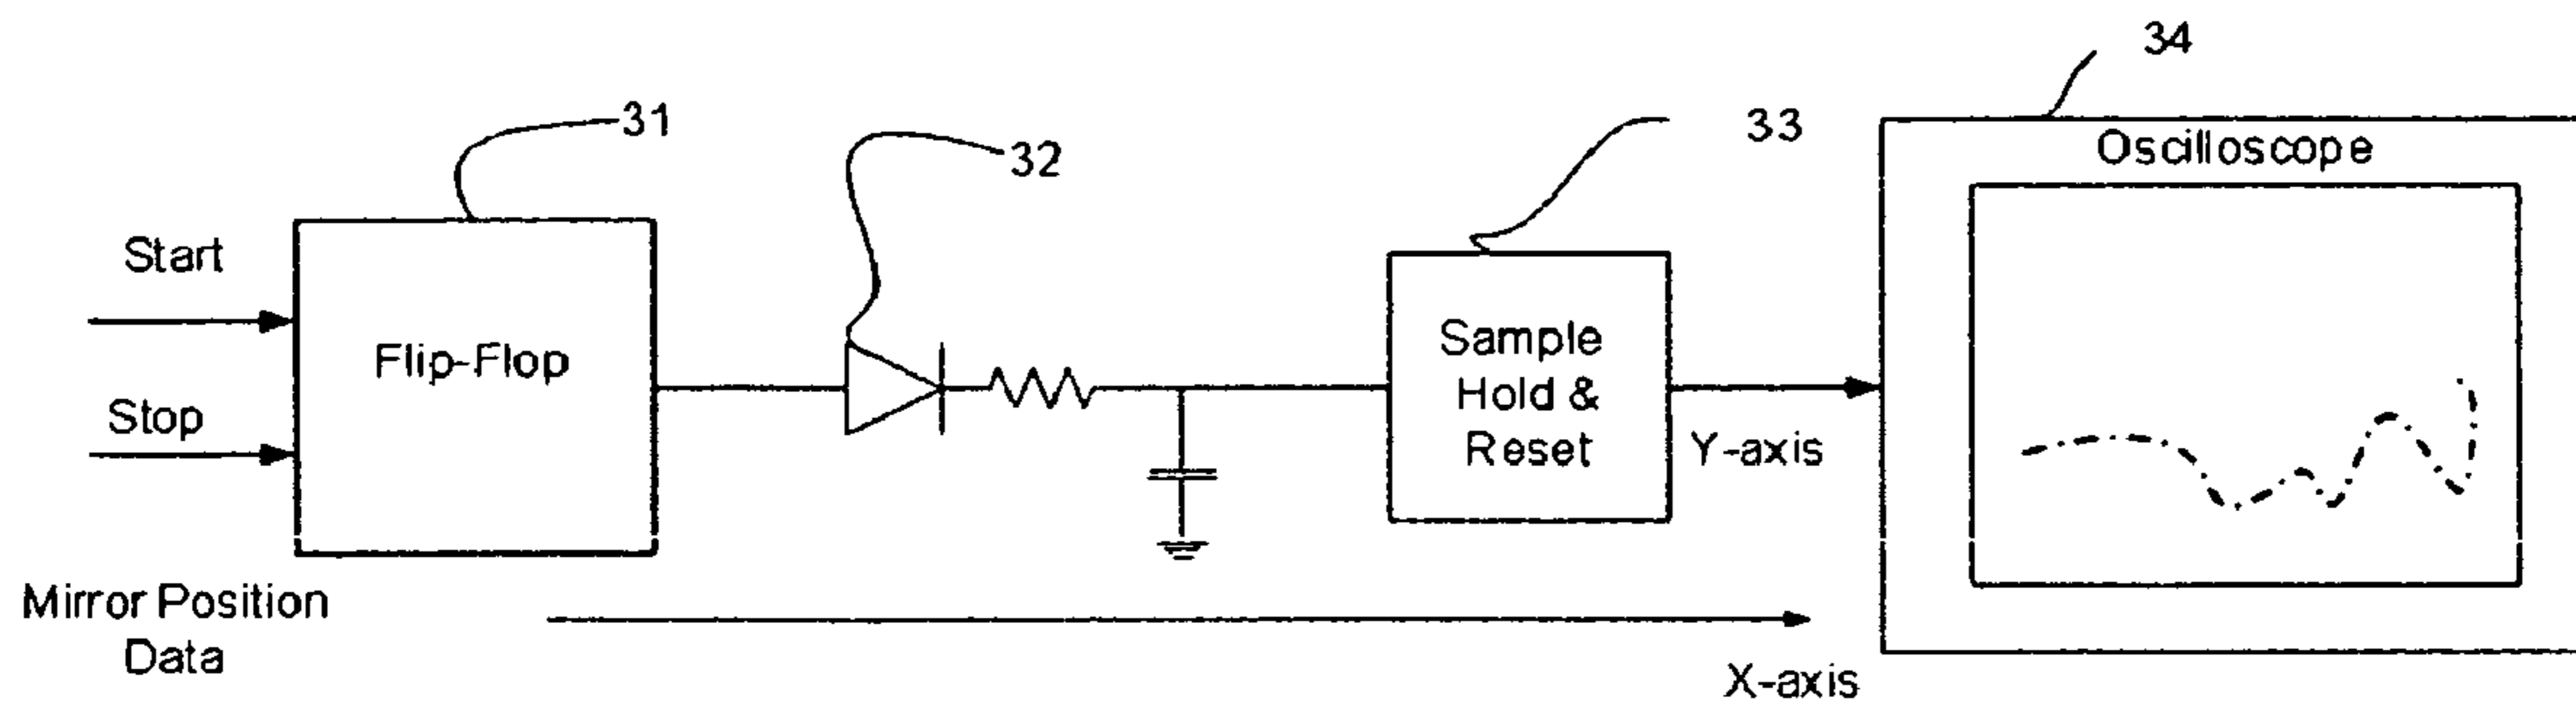 34
31
32
33
Oscilloscope
Start
Flip-Flop
Stop
Sample
Hold &
Reset
Y-axis
Mirror Position
Data
X-axis